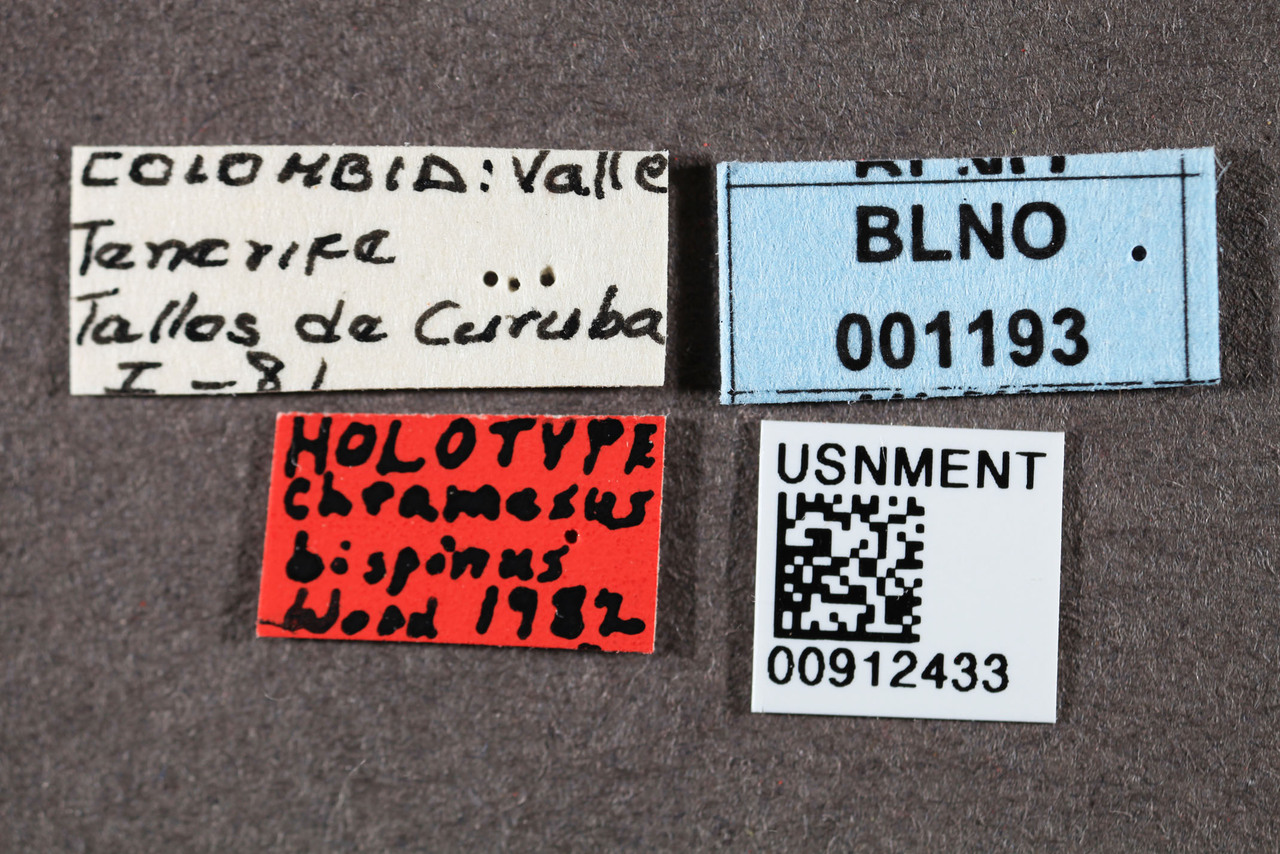 COLOMBIA: Valle
Tenerife
Tallos de Curuba
I-81
BLNO
001193
HOLOTYPE
Chramesus
bispinus
Wood 1982
USNMENT
00912433